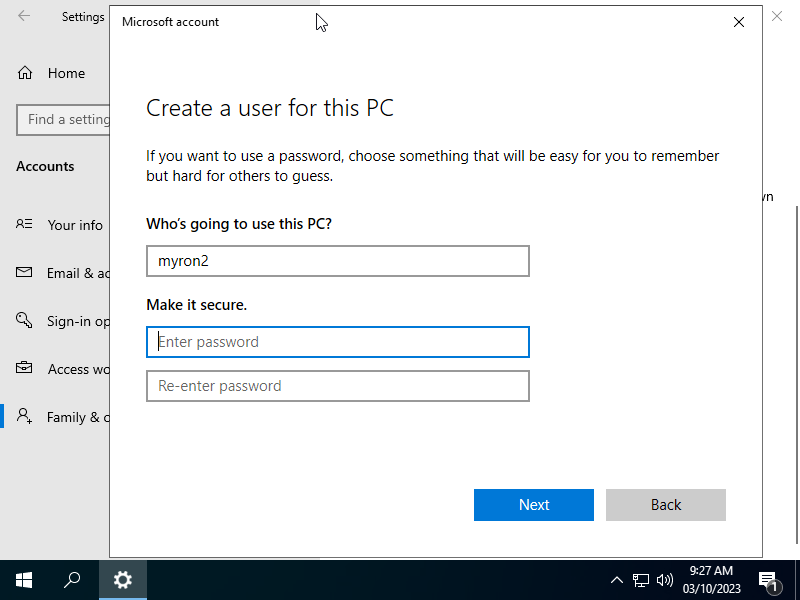 Settings
Microsoft account
Home
Find a setting
Accounts
Your info
Email & ac
Sign-in op
Access wo
Family & o
Create a user for this PC
If you want to use a password, choose something that will be easy for you to remember
but hard for others to guess.
Who's going to use this PC?
myron2
Make it secure.
Enter password
Re-enter password
Next
Back
wn
9:27 AM
03/10/2023
1